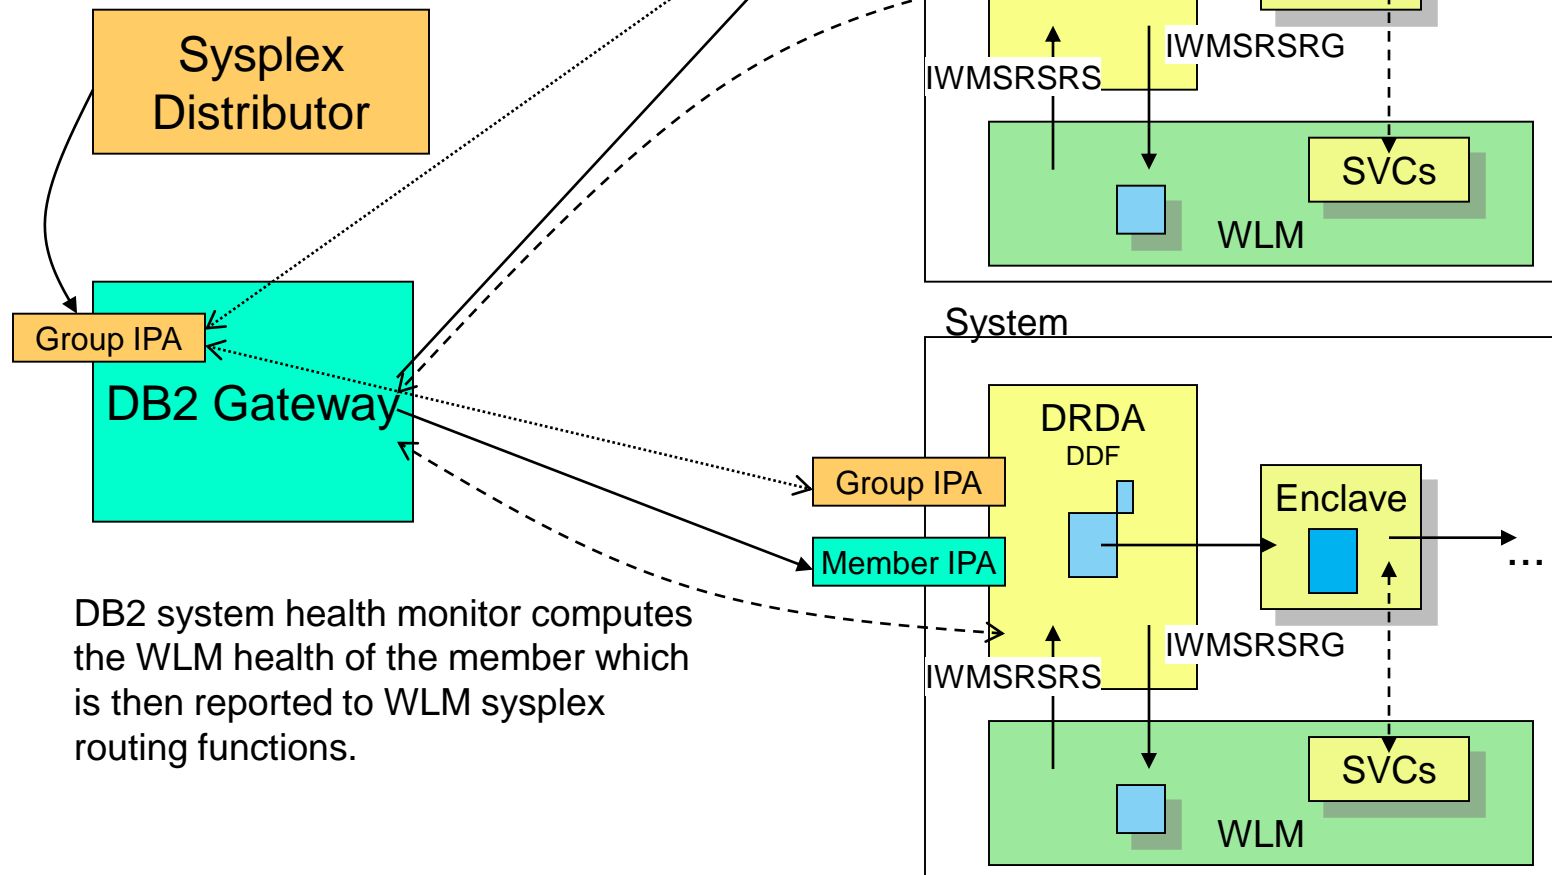 Sysplex
Distributor
IWMSRSRG
IWMSRSRS
SVCs
WLM
Group IPA
DB2 Gateway
System
DRDA
DDF
Group IPA
Enclave
Member IPA
...
IWMSRSRG
IWMSRSRS
SVCs
WLM
DB2 system health monitor computes
the WLM health of the member which
is then reported to WLM sysplex
routing functions.